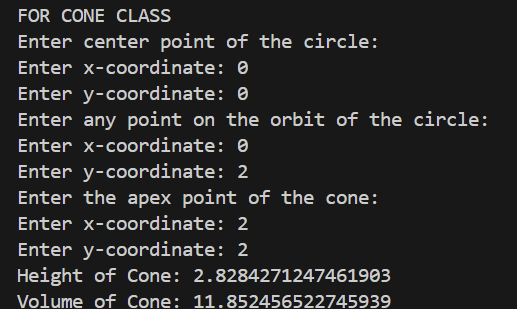 FOR CONE CLASS
Enter center point of the circle:
Enter x-coordinate: 0
Enter y-coordinate: 0
Enter any point on the orbit of the circle:
Enter x-coordinate: 0
Enter y-coordinate: 2
Enter the apex point of the cone:
Enter x-coordinate: 2
Enter y-coordinate: 2
Height of Cone: 2.8284271247461903
Volume of Cone: 11.852456522745939